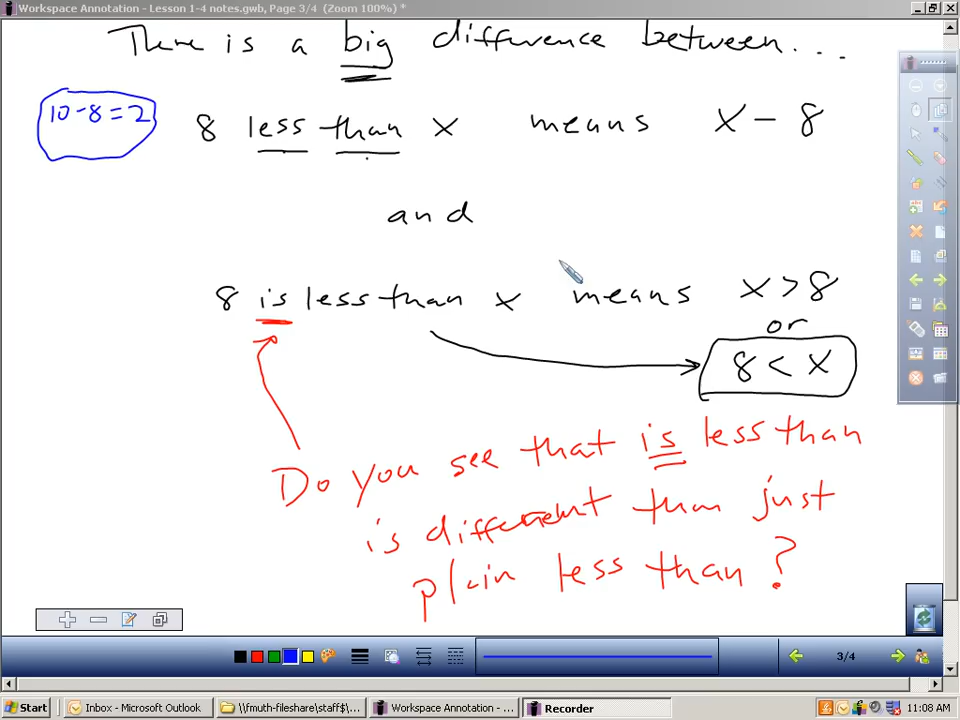 Workspace Annotation - Lesson 1-4 notes.gwb, Page 3/4 (Zoom 100%) *
There is a big difference between...
10-8=2
8 less than x means x - 8
and
8 is less than x means x > 8
or
8 < x
Do you see that is less than
is different than just
plain less than?
3/4
Start
Inbox - Microsoft Outlook
\\fmuth-fileshare\staff$\...
Workspace Annotation - ...
Recorder
11:08 AM